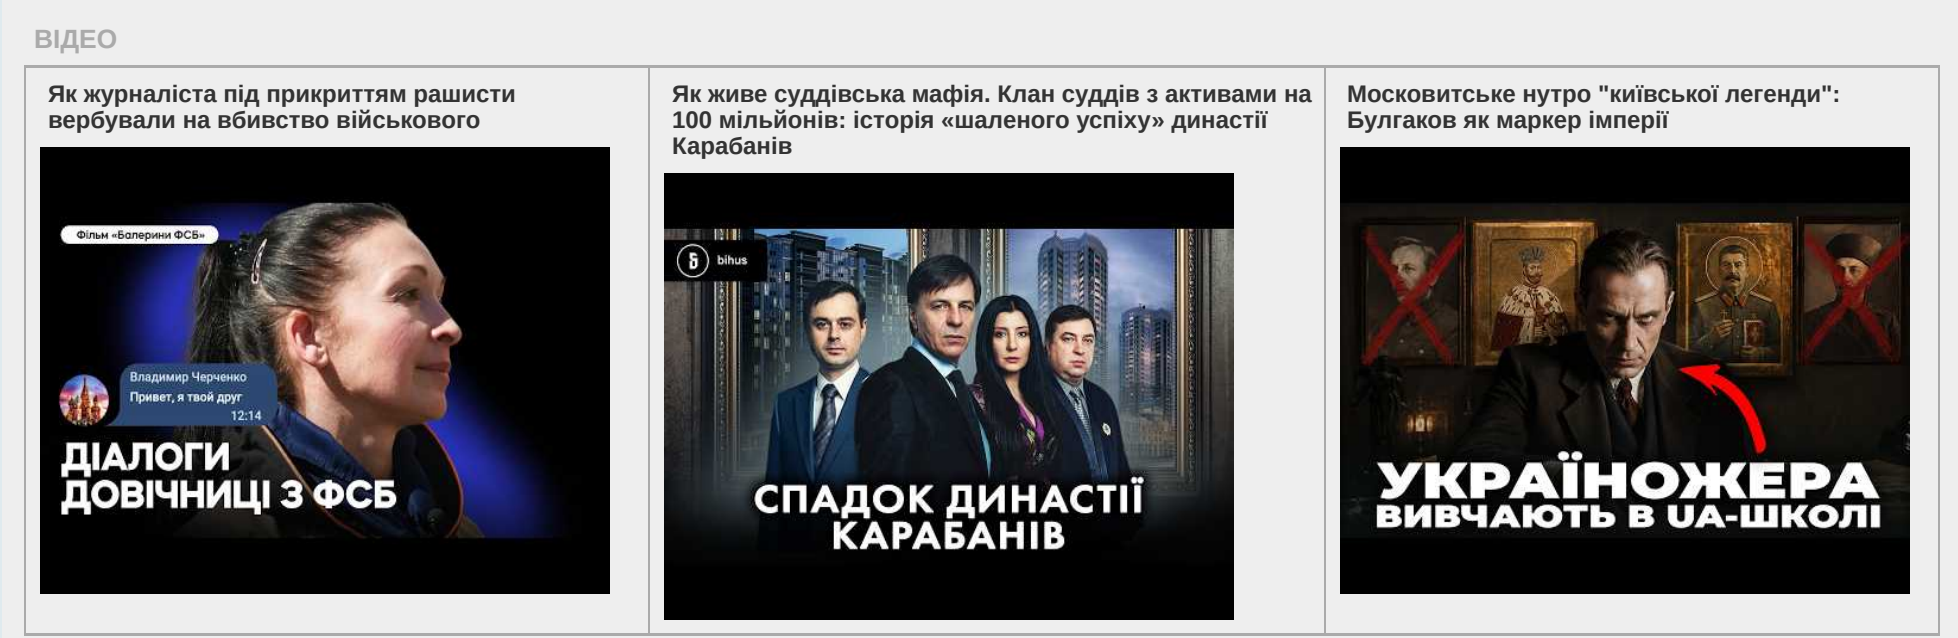 ВІДЕО
Як журналіста під прикриттям рашисти
вербували на вбивство військового
Фільм «Балерини ФСБ»
Владимир Черченко
Привет, я твой друг
12:14
ДІАЛОГИ
ДОВІЧНИЦІ З ФСБ
Як живе суддівська мафія. Клан суддів з активами на
100 мільйонів: історія «шаленого успіху» династії
Карабанів
bihus
СПАДОК ДИНАСТІЇ
КАРАБАНІВ
Московитське нутро "київської легенди":
Булгаков як маркер імперії
УКРАЇНОЖЕРА
ВИВЧАЮТЬ В UA-ШКОЛІ